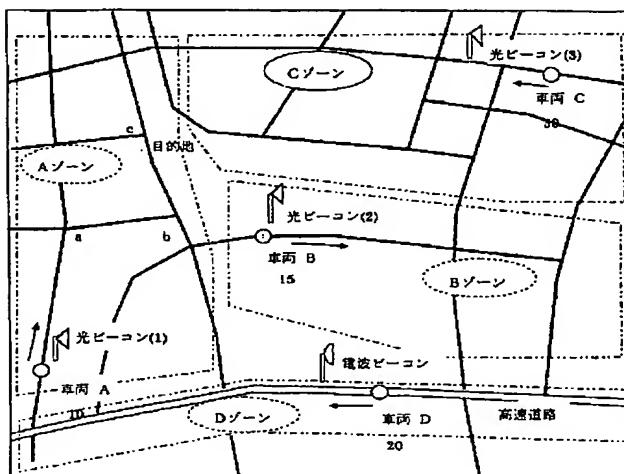 光ビーコン(3)
Cゾーン
車両 C
30
c
目的地
Aゾーン
光ビーコン(2)
a
b
車両 B
15
Bゾーン
光ビーコン(1)
電波ビーコン
車両 A
10
Dゾーン
車両 D
高速道路
20